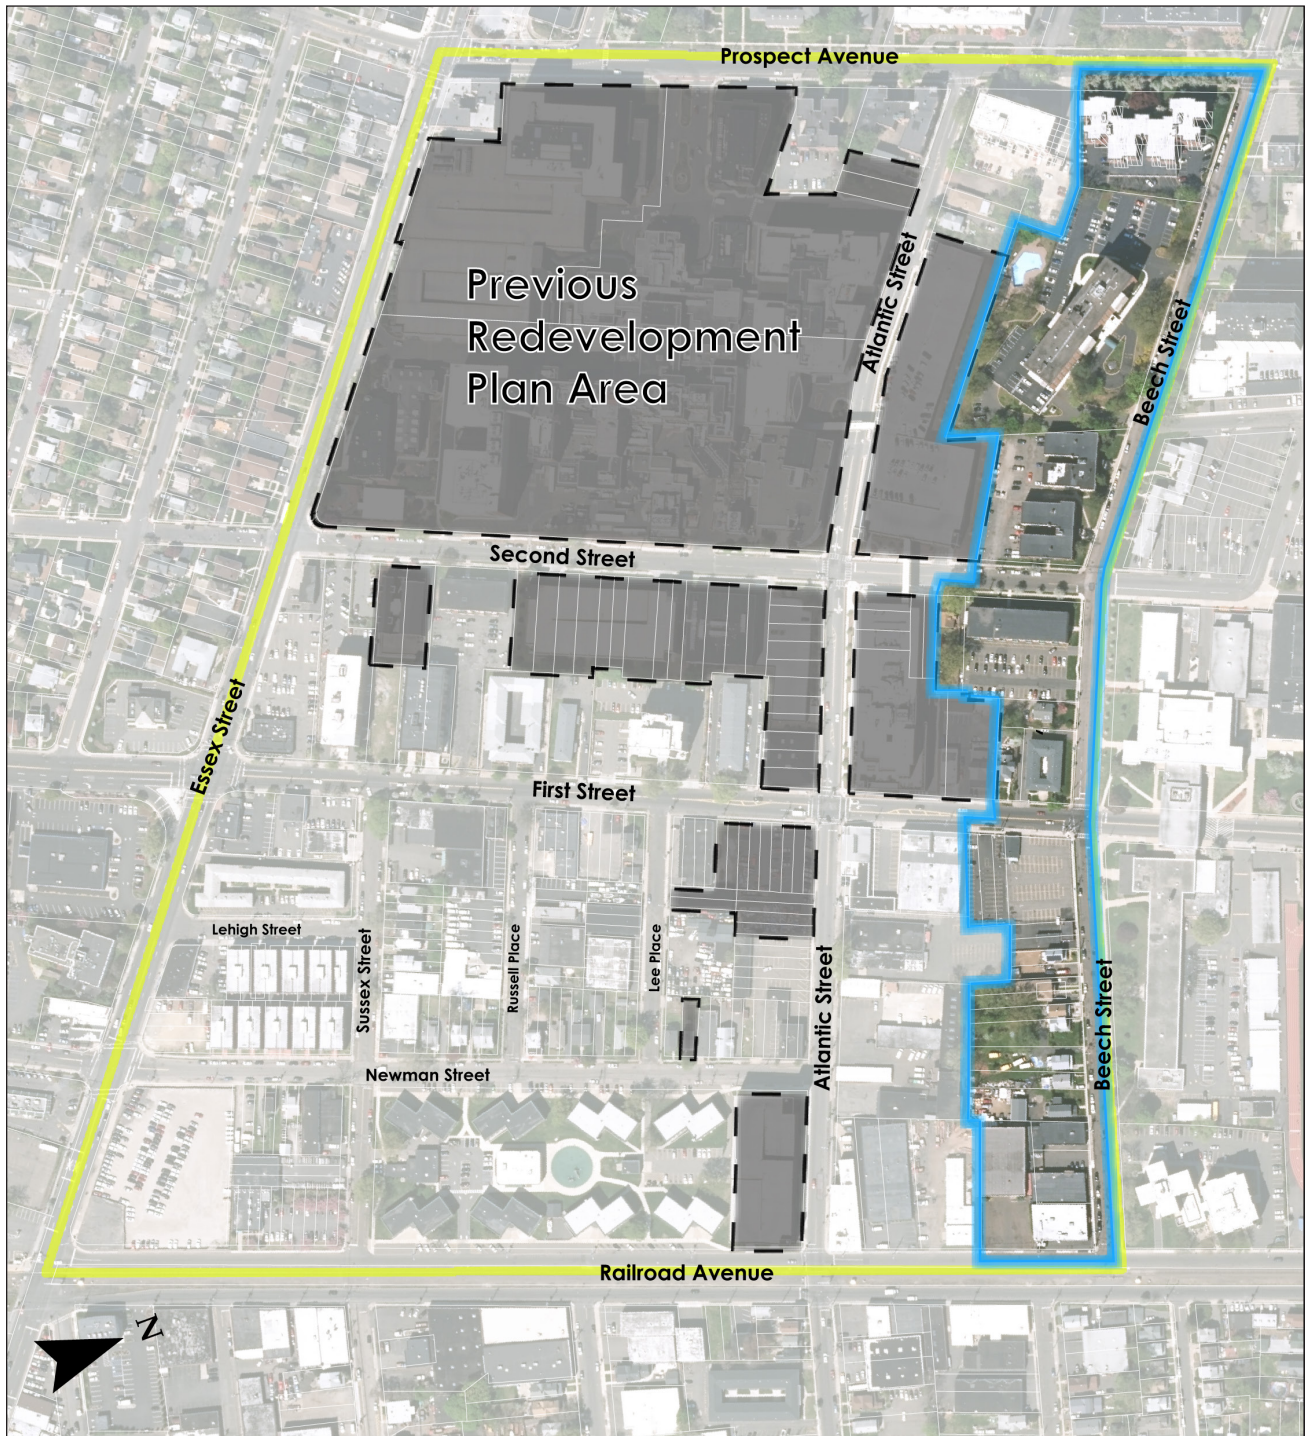 Prospect Avenue
Previous
Redevelopment
Plan Area
Atlantic Street
Beech Street
Second Street
Essex Street
First Street
Lehigh Street
Sussex Street
Russell Place
Lee Place
Atlantic Street
Beech Street
Newman Street
Railroad Avenue
N